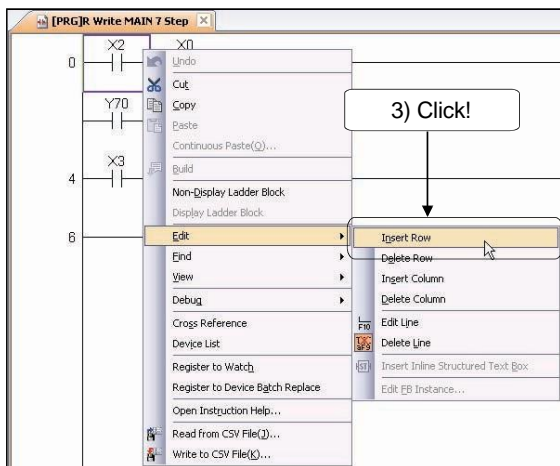 [PRG]R Write MAIN 7 Step
X2 X0
0
Y70
X3
4
6
Undo
Cut
Copy
Paste
Continuous Paste(O)...
Build
Non-Display Ladder Block
Display Ladder Block
Edit
Find
View
Debug
Cross Reference
Device List
Register to Watch
Register to Device Batch Replace
Open Instruction Help...
Read from CSV File(J)...
Write to CSV File(K)...
3) Click!
Insert Row
Delete Row
Insert Column
Delete Column
F10 Edit Line
Delete Line
Insert Inline Structured Text Box
Edit FB Instance...